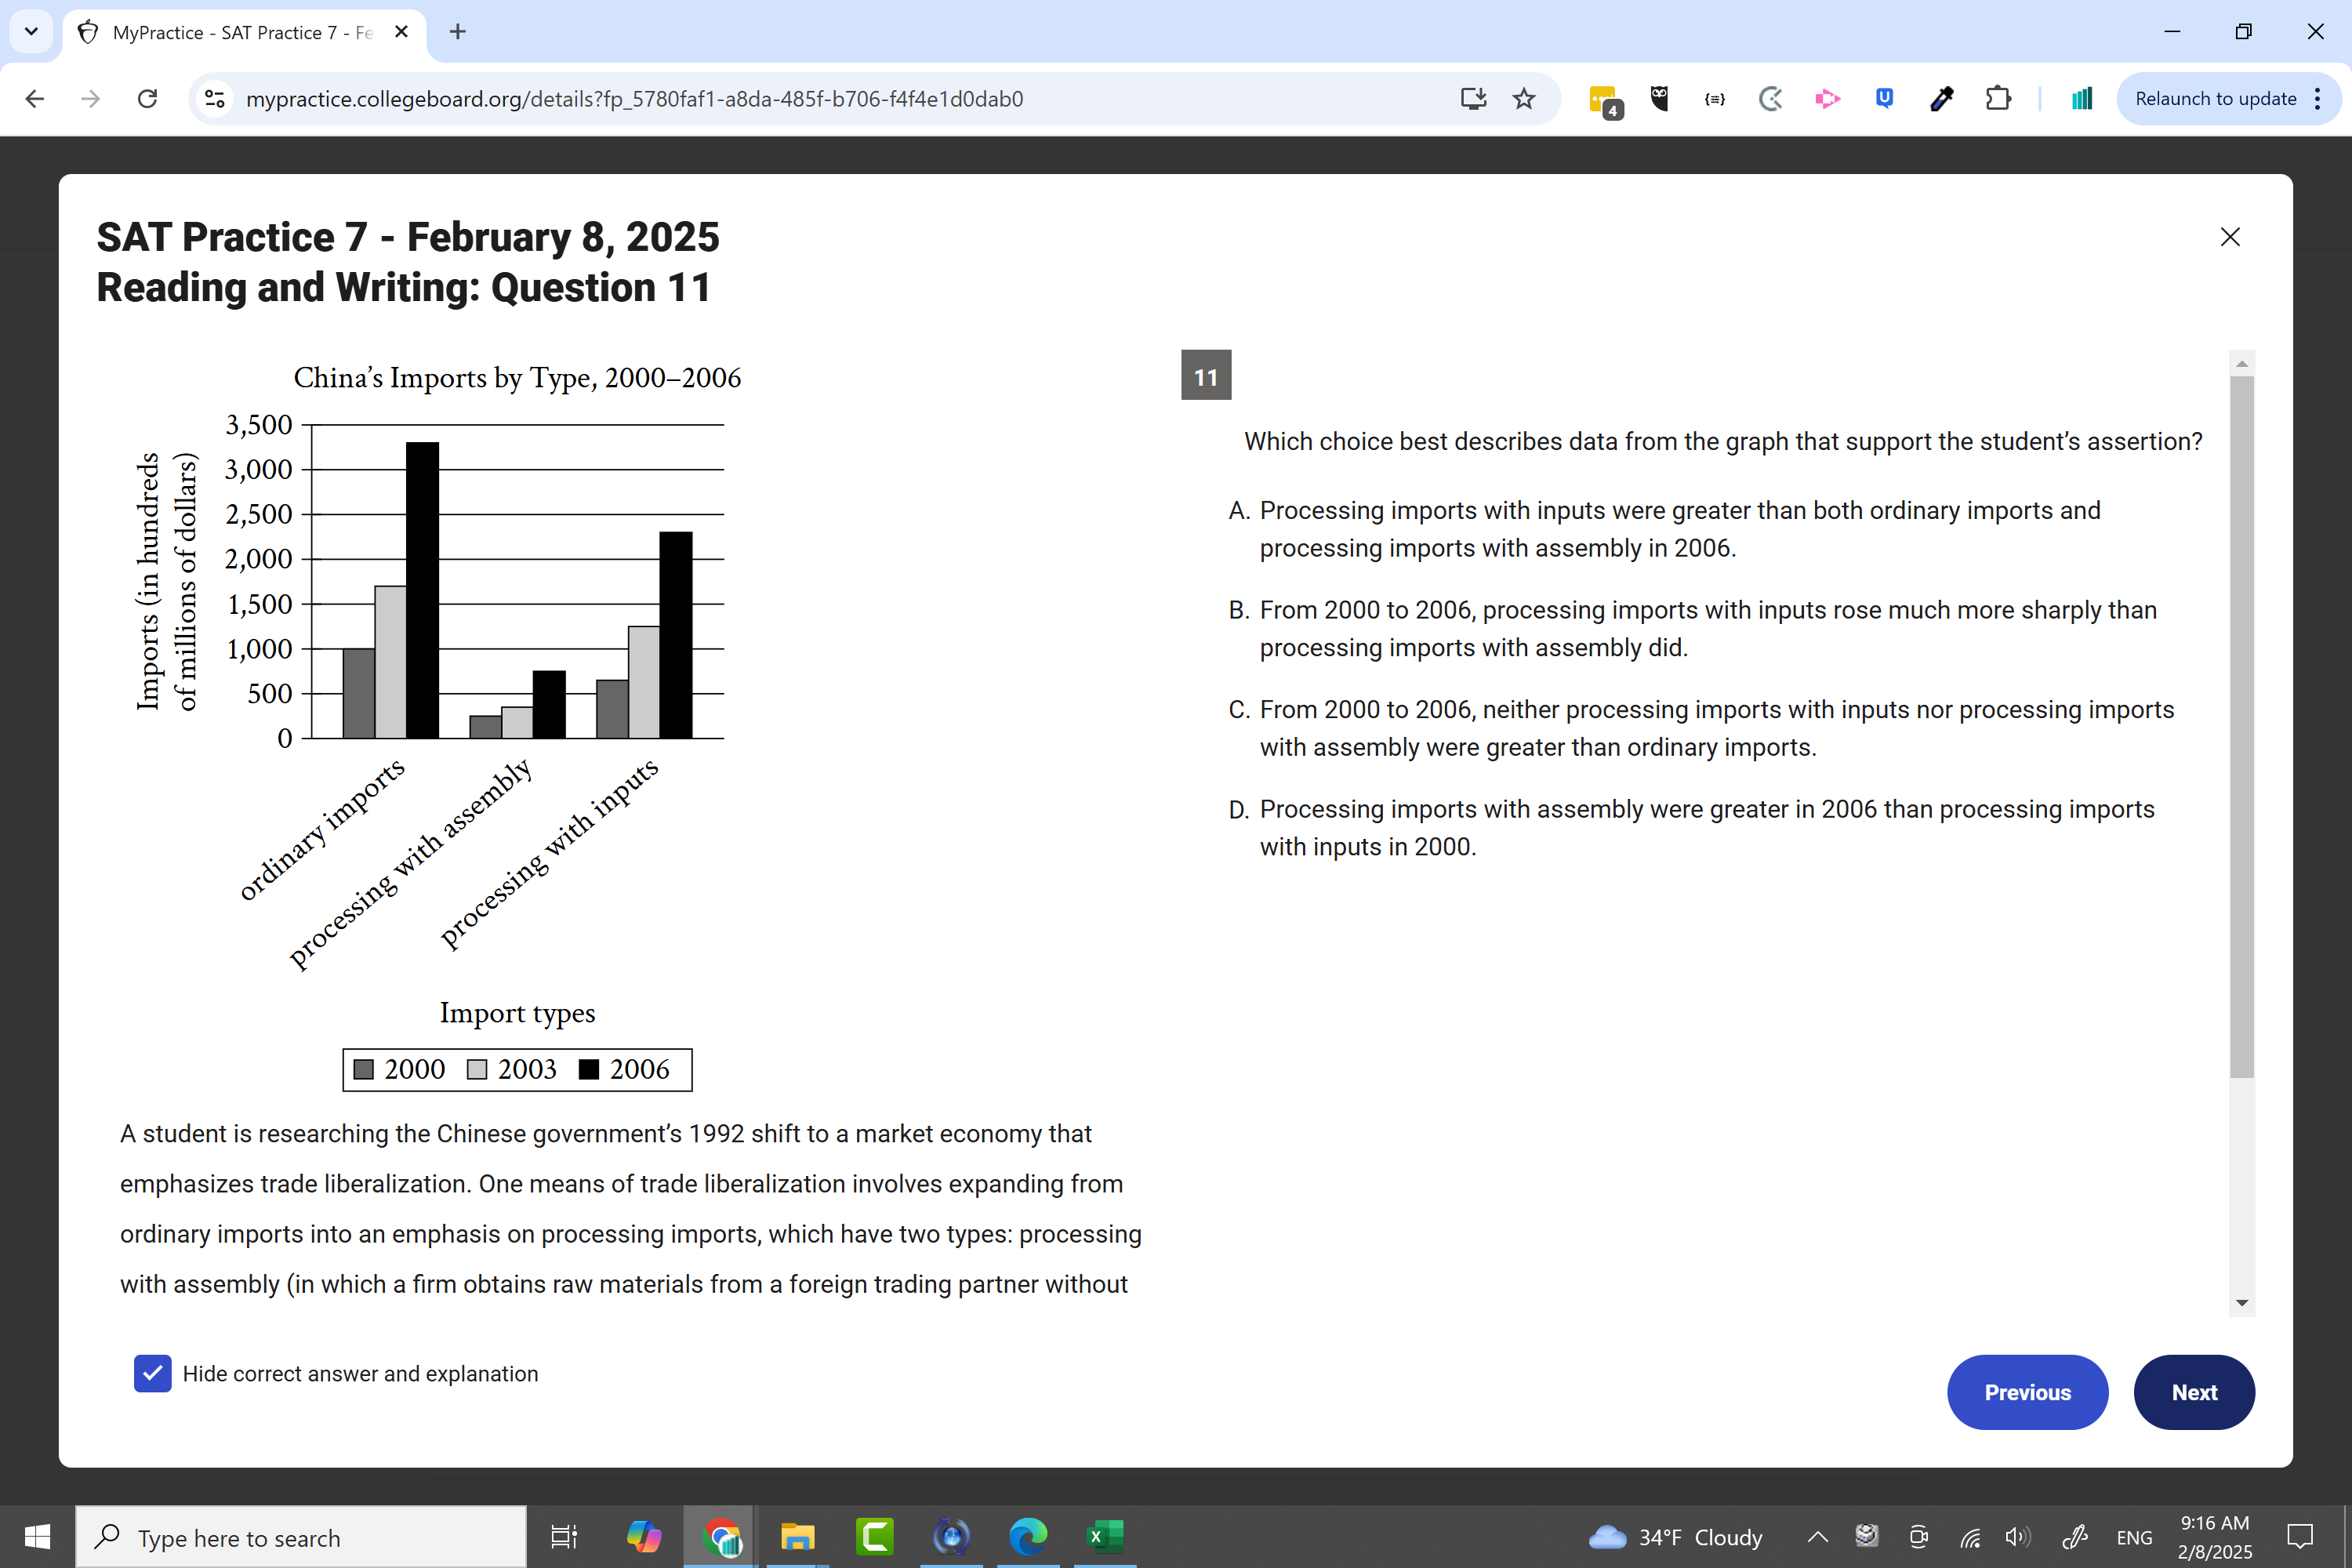 MyPractice - SAT Practice 7 - Fe
mypractice.collegeboard.org/details?fp_5780faf1-a8da-485f-b706-f4f4e1d0dab0
4
Relaunch to update
SAT Practice 7 - February 8, 2025
Reading and Writing: Question 11
China's Imports by Type, 2000–2006
Imports (in hundreds
of millions of dollars)
3,500
3,000
2,500
2,000
1,500
1,000
500
0
ordinary imports
processing with assembly
processing with inputs
Import types
2000 2003 2006
A student is researching the Chinese government's 1992 shift to a market economy that
emphasizes trade liberalization. One means of trade liberalization involves expanding from
ordinary imports into an emphasis on processing imports, which have two types: processing
with assembly (in which a firm obtains raw materials from a foreign trading partner without
11
Which choice best describes data from the graph that support the student's assertion?
A. Processing imports with inputs were greater than both ordinary imports and
processing imports with assembly in 2006.
B. From 2000 to 2006, processing imports with inputs rose much more sharply than
processing imports with assembly did.
C. From 2000 to 2006, neither processing imports with inputs nor processing imports
with assembly were greater than ordinary imports.
D. Processing imports with assembly were greater in 2006 than processing imports
with inputs in 2000.
Hide correct answer and explanation
Previous
Next
Type here to search
34°F Cloudy
ENG
9:16 AM
2/8/2025